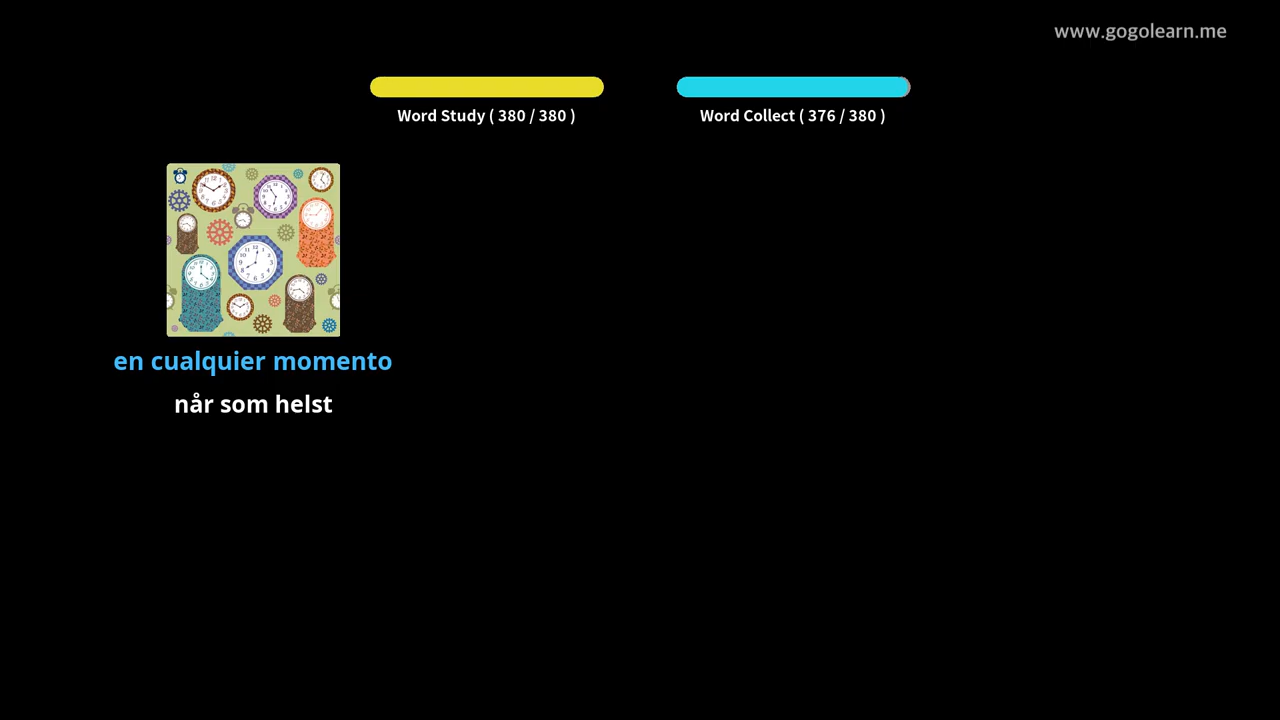 www.gogolearn.me
Word Study ( 380 / 380 )
Word Collect ( 376 / 380 )
en cualquier momento
når som helst